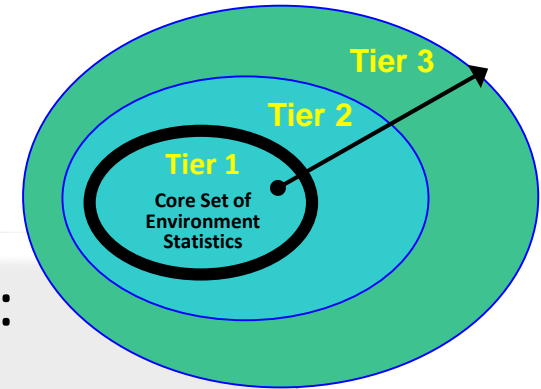 Tier 3
Tier 2
Tier 1
Core Set of
Environment
Statistics
: